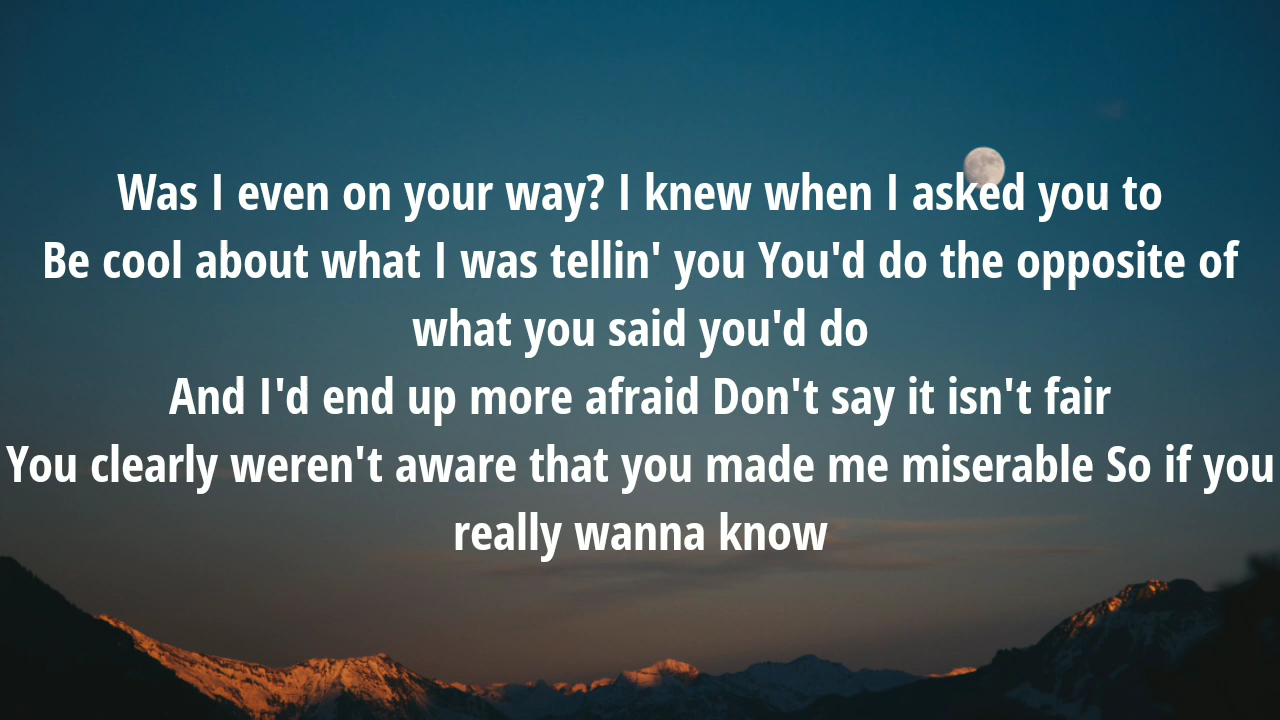 Was I even on your way? I knew when I asked you to
Be cool about what I was tellin' you You'd do the opposite of
what you said you'd do
And I'd end up more afraid Don't say it isn't fair
You clearly weren't aware that you made me miserable So if you
really wanna know